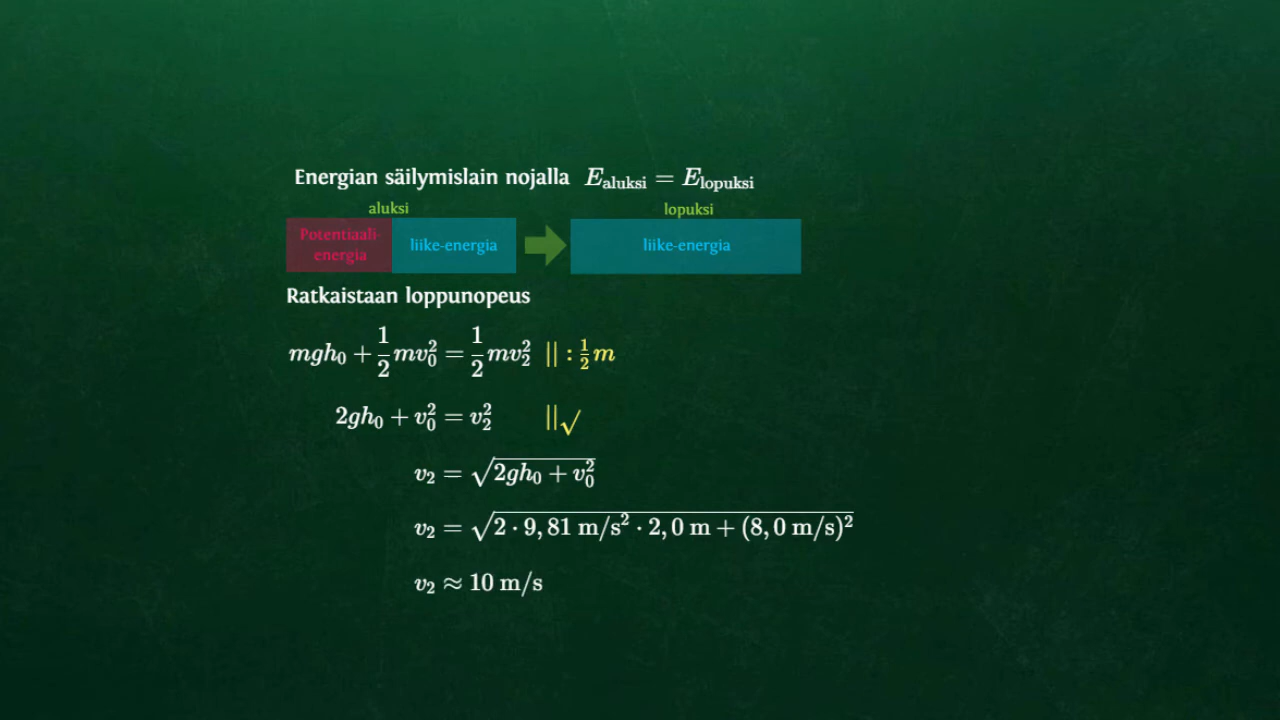 Energian säilymislain nojalla E_aluksi = E_lopuksi
aluksi lopuksi
Potentiaali-
energia liike-energia liike-energia
Ratkaistaan loppunopeus
mgh₀ + 1/2 mv₀² = 1/2 mv₂² || : 1/2 m
2gh₀ + v₀² = v₂² ||√
v₂ = √(2gh₀ + v₀²)
v₂ = √(2 · 9,81 m/s² · 2,0 m + (8,0 m/s)²)
v₂ ≈ 10 m/s